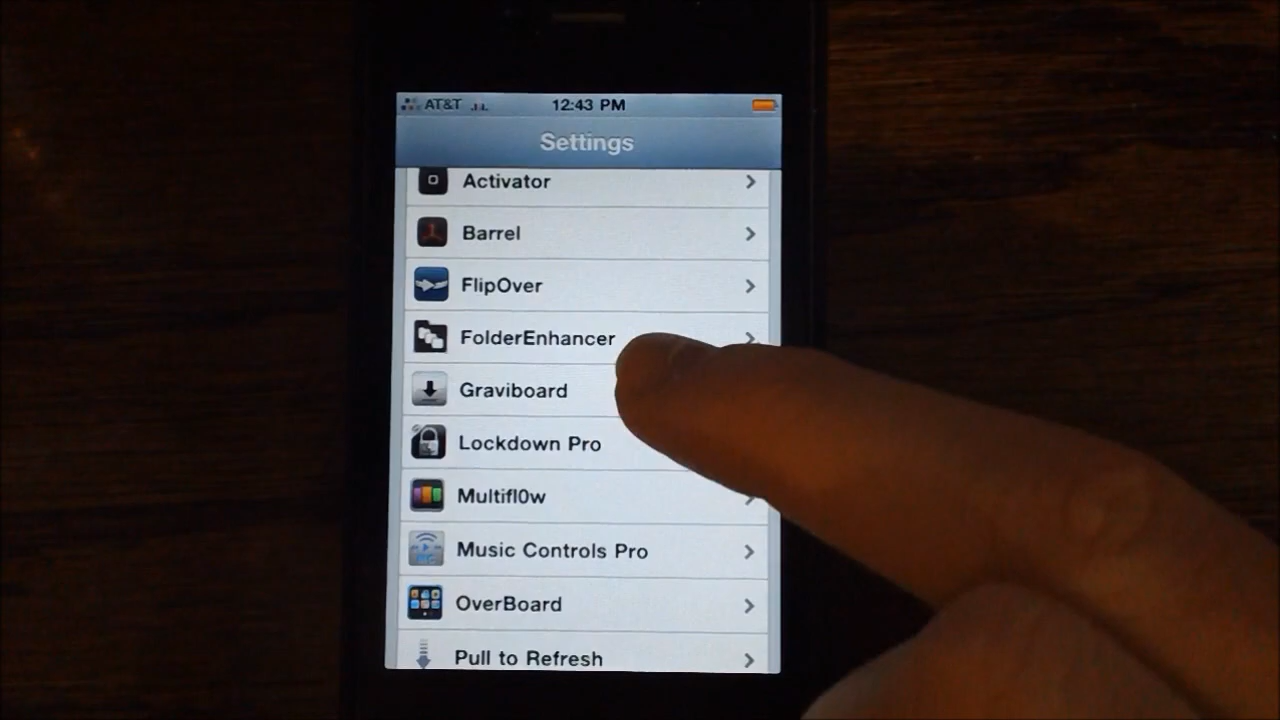 AT&T 12:43 PM
Settings
Activator
Barrel
FlipOver
FolderEnhancer
Graviboard
Lockdown Pro
Multifl0w
Music Controls Pro
OverBoard
Pull to Refresh